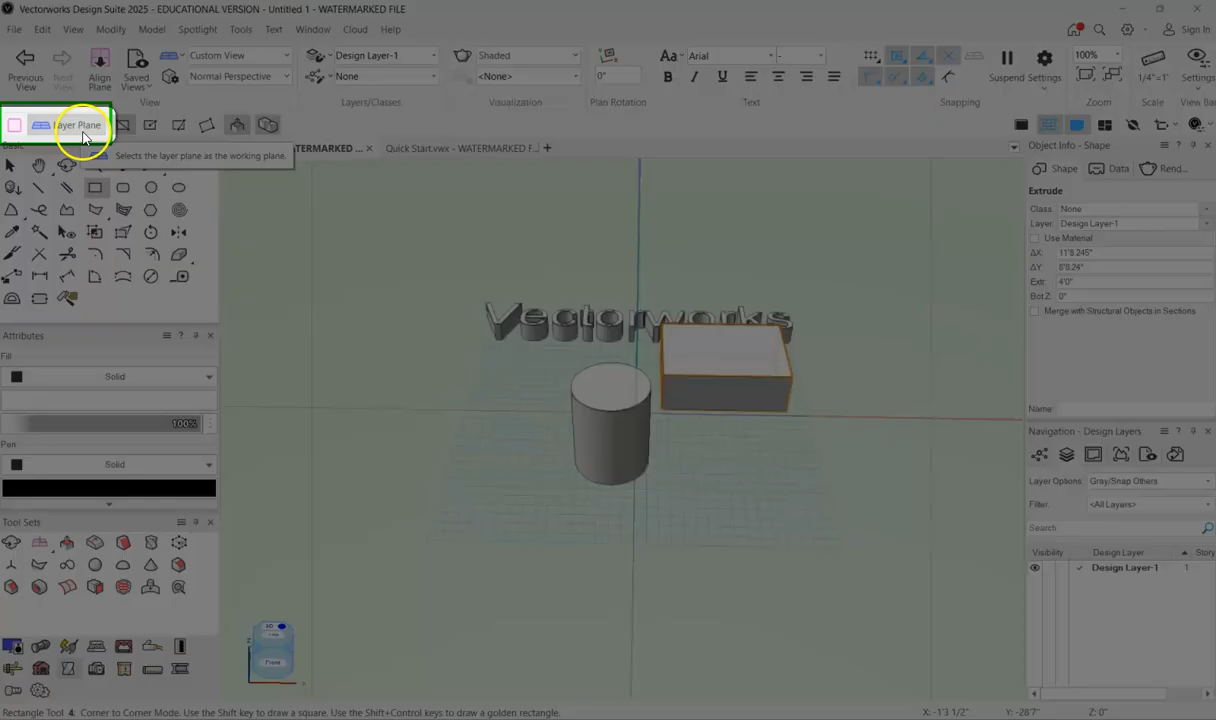 Vectorworks Design Suite 2025 - EDUCATIONAL VERSION - Untitled 1 - WATERMARKED FILE
File Edit View Modify Model Spotlight Tools Text Window Cloud Help
Sign In
Previous View
Next View
Align Plane
Saved Views
Custom View
Normal Perspective
View
Design Layer-1
None
Layers/Classes
Shaded
<None>
Visualization
0"
Plan Rotation
Aa Arial -
B I U
Text
Suspend Settings
Snapping
100%
Zoom
1/4"=1'
Scale
Settings
View Bar
Layer Plane
Selects the layer plane as the working plane.
Basic
WATERMARKED ...
Quick Start.vwx - WATERMARKED F...
Object Info - Shape
Shape Data Rend...
Extrude
Class: None
Layer: Design Layer-1
Use Material
ΔX: 11'8.245"
ΔY: 8'8.24"
Extr: 4'0"
Bot Z: 0"
Merge with Structural Objects in Sections
Name:
Vectorworks
Attributes
Fill
Solid
100%
Pen
Solid
Tool Sets
Navigation - Design Layers
Layer Options: Gray/Snap Others
Filter: <All Layers>
Search:
Visibility Design Layer # Story
Design Layer-1 1
Front
Rectangle Tool 4: Corner to Corner Mode. Use the Shift key to draw a square. Use the Shift+Control keys to draw a golden rectangle.
X: -1'3 1/2" Y: -28'7" Z: 0"